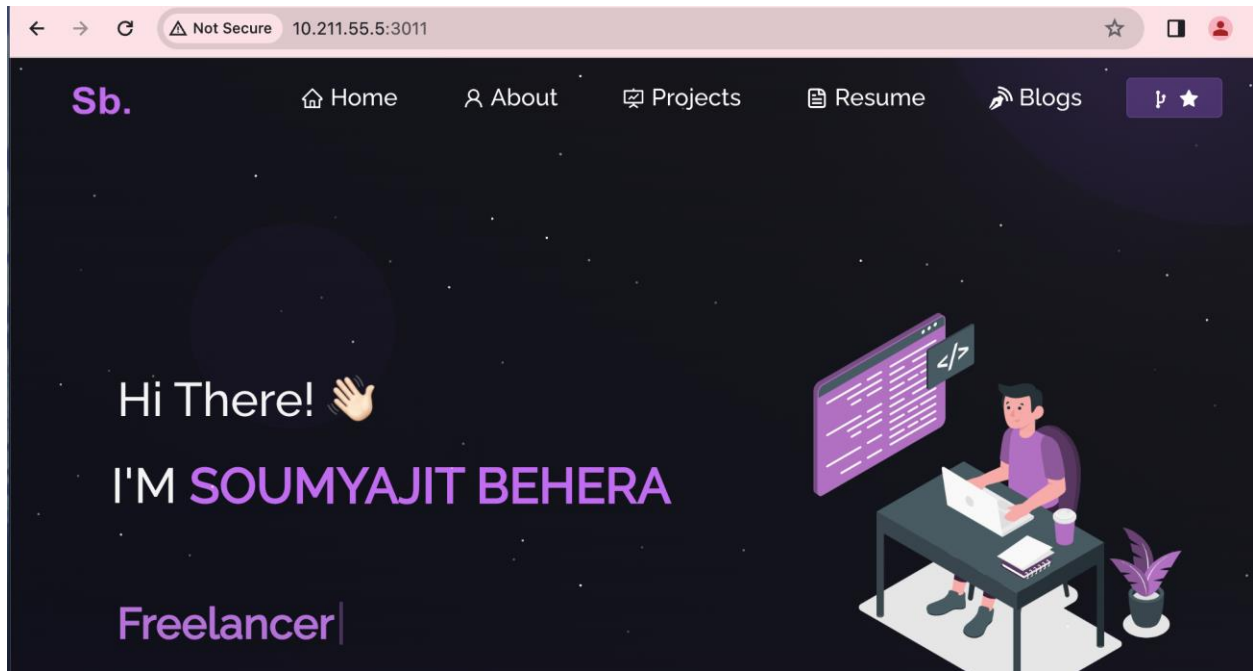 Not Secure 10.211.55.5:3011
Sb. Home About Projects Resume Blogs
</>
Hi There!
I'M SOUMYAJIT BEHERA
Freelancer